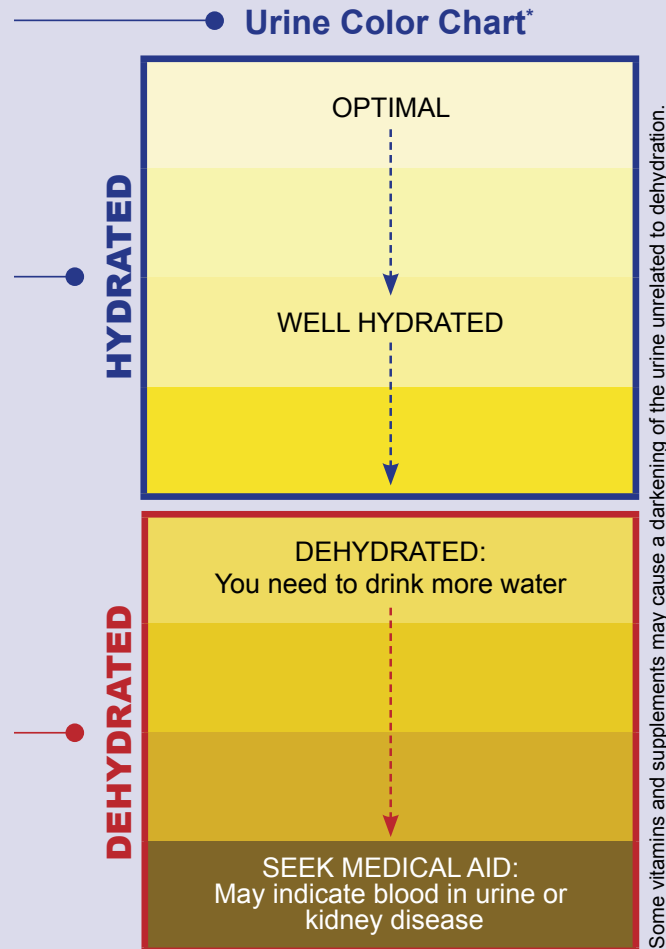 Urine Color Chart*
HYDRATED
OPTIMAL
WELL HYDRATED
DEHYDRATED
DEHYDRATED:
You need to drink more water
SEEK MEDICAL AID:
May indicate blood in urine or
kidney disease
Some vitamins and supplements may cause a darkening of the urine unrelated to dehydration.